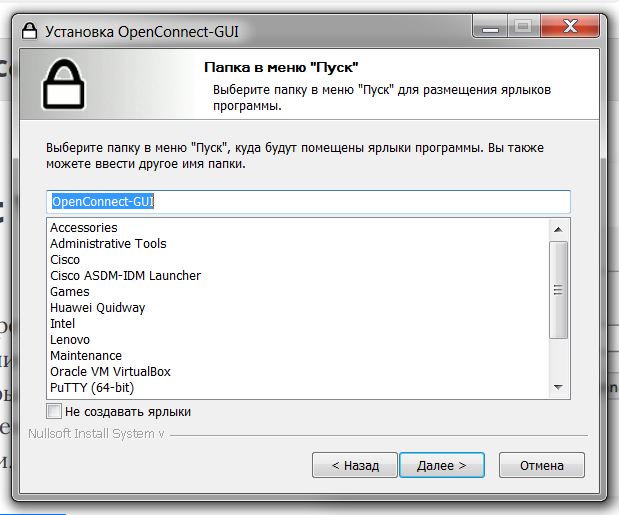 Установка OpenConnect-GUI
Папка в меню "Пуск"
Выберите папку в меню "Пуск" для размещения ярлыков
программы.
Выберите папку в меню "Пуск", куда будут помещены ярлыки программы. Вы также
можете ввести другое имя папки.
OpenConnect-GUI
Accessories
Administrative Tools
Cisco
Cisco ASDM-IDM Launcher
Games
Huawei Quidway
Intel
Lenovo
Maintenance
Oracle VM VirtualBox
PuTTY (64-bit)
Не создавать ярлыки
Nullsoft Install System v
< Назад
Далее >
Отмена